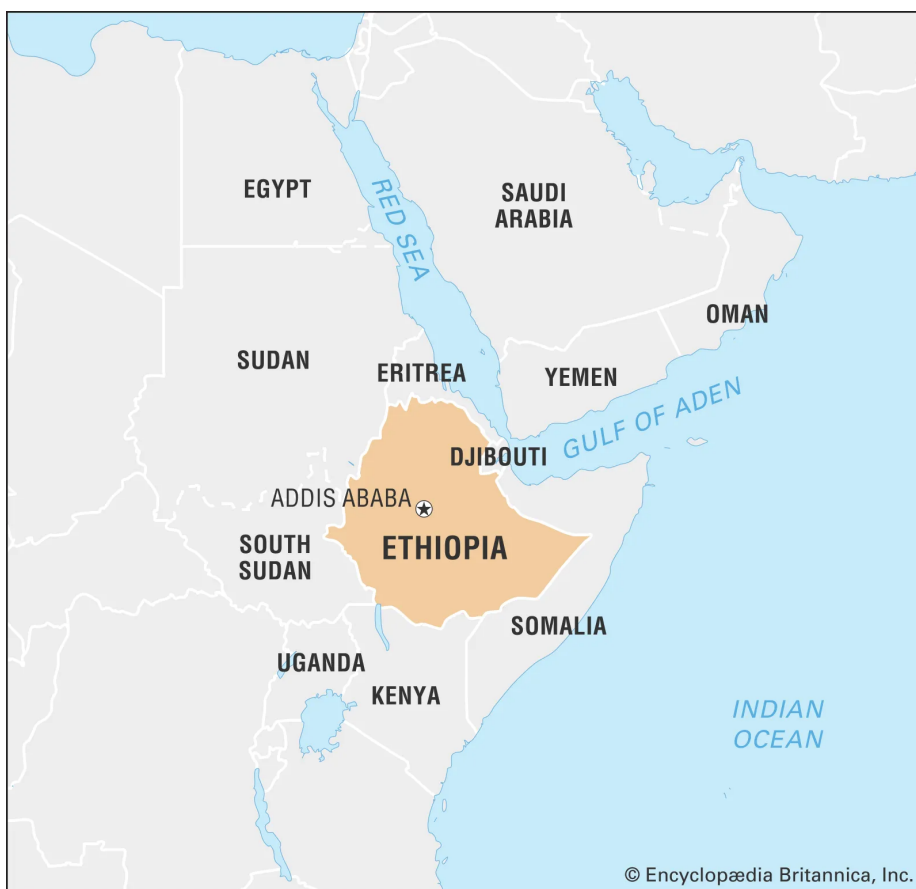 EGYPT
RED SEA
SAUDI
ARABIA
OMAN
SUDAN
ERITREA
YEMEN
GULF OF ADEN
DJIBOUTI
ADDIS ABABA
ETHIOPIA
SOUTH
SUDAN
SOMALIA
UGANDA
KENYA
INDIAN
OCEAN
© Encyclopædia Britannica, Inc.